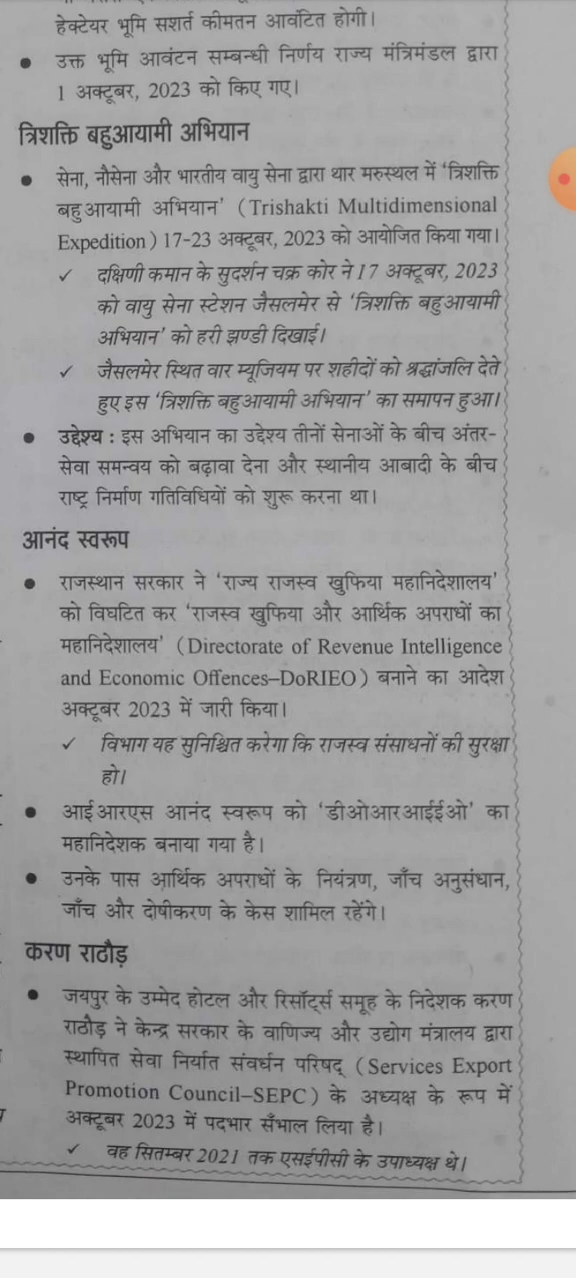 हेक्टेयर भूमि सशर्त कीमतन आवंटित होगी।
● उक्त भूमि आवंटन सम्बन्धी निर्णय राज्य मंत्रिमंडल द्वारा
1 अक्टूबर, 2023 को किए गए।
त्रिशक्ति बहुआयामी अभियान
● सेना, नौसेना और भारतीय वायु सेना द्वारा थार मरुस्थल में ‘त्रिशक्ति
बहुआयामी अभियान’ (Trishakti Multidimensional
Expedition) 17-23 अक्टूबर, 2023 को आयोजित किया गया।
✓ दक्षिणी कमान के सुदर्शन चक्र कोर ने 17 अक्टूबर, 2023
को वायु सेना स्टेशन जैसलमेर से ‘त्रिशक्ति बहुआयामी
अभियान’ को हरी झण्डी दिखाई।
✓ जैसलमेर स्थित वार म्यूजियम पर शहीदों को श्रद्धांजलि देते
हुए इस ‘त्रिशक्ति बहुआयामी अभियान’ का समापन हुआ।
● उद्देश्य : इस अभियान का उद्देश्य तीनों सेनाओं के बीच अंतर-
सेवा समन्वय को बढ़ावा देना और स्थानीय आबादी के बीच
राष्ट्र निर्माण गतिविधियों को शुरू करना था।
आनंद स्वरूप
● राजस्थान सरकार ने ‘राज्य राजस्व खुफिया महानिदेशालय’
को विघटित कर ‘राजस्व खुफिया और आर्थिक अपराधों का
महानिदेशालय’ (Directorate of Revenue Intelligence
and Economic Offences–DoRIEO) बनाने का आदेश
अक्टूबर 2023 में जारी किया।
✓ विभाग यह सुनिश्चित करेगा कि राजस्व संसाधनों की सुरक्षा
हो।
● आईआरएस आनंद स्वरूप को ‘डीओआरआईईओ’ का
महानिदेशक बनाया गया है।
● उनके पास आर्थिक अपराधों के नियंत्रण, जाँच अनुसंधान,
जाँच और दोषीकरण के केस शामिल रहेंगे।
करण राठौड़
● जयपुर के उम्मेद होटल और रिसॉर्ट्स समूह के निदेशक करण
राठौड़ ने केन्द्र सरकार के वाणिज्य और उद्योग मंत्रालय द्वारा
स्थापित सेवा निर्यात संवर्धन परिषद् (Services Export
Promotion Council–SEPC) के अध्यक्ष के रूप में
अक्टूबर 2023 में पदभार सँभाल लिया है।
✓ वह सितम्बर 2021 तक एसईपीसी के उपाध्यक्ष थे।